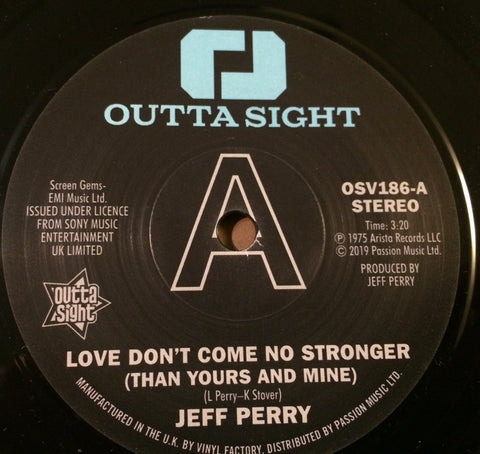 OUTTA SIGHT
A
Screen Gems-
EMI Music Ltd.
ISSUED UNDER LICENCE
FROM SONY MUSIC
ENTERTAINMENT
UK LIMITED
OSV186-A
STEREO
Time: 3:20
℗ 1975 Arista Records LLC
© 2019 Passion Music Ltd.
PRODUCED BY
JEFF PERRY
outta
Sight
LOVE DON'T COME NO STRONGER
(THAN YOURS AND MINE)
(L Perry–K Stover)
JEFF PERRY
MANUFACTURED IN THE U.K. BY VINYL FACTORY, DISTRIBUTED BY PASSION MUSIC LTD.